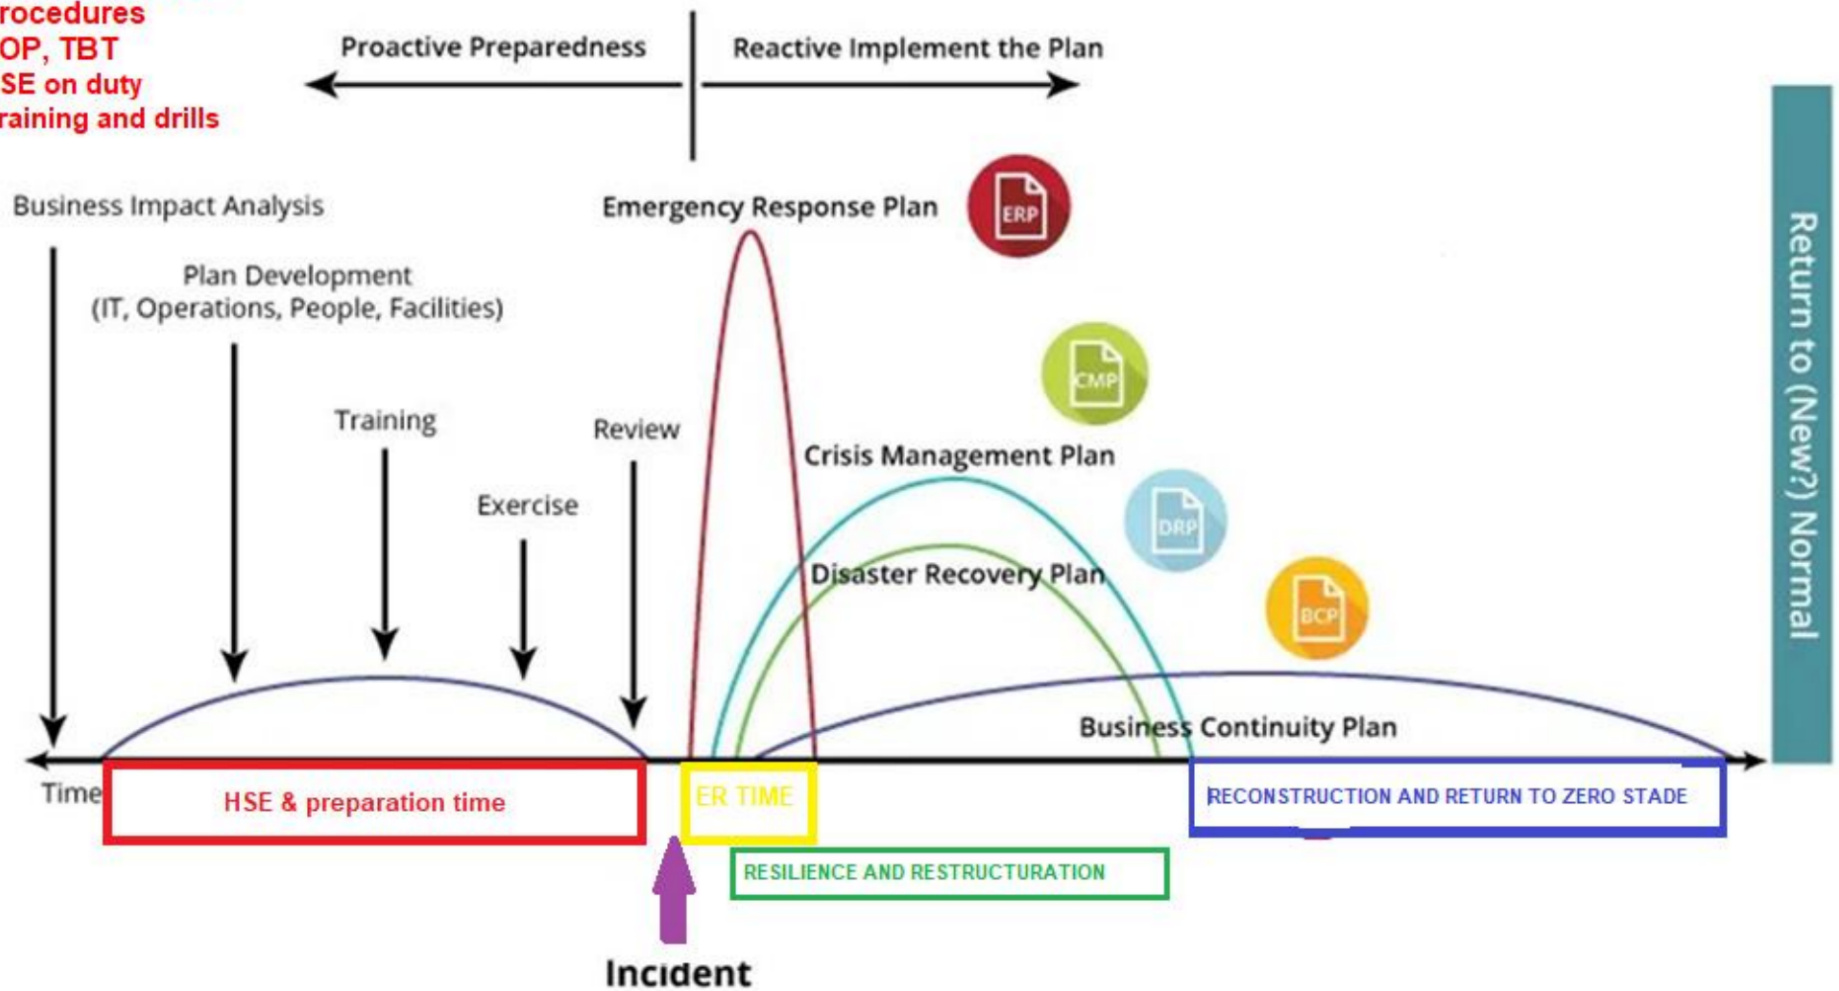 rocedures
OP, TBT
SE on duty
raining and drills
Proactive Preparedness
Reactive Implement the Plan
Business Impact Analysis
Emergency Response Plan
ERP
Plan Development
(IT, Operations, People, Facilities)
CMP
Training
Review
Crisis Management Plan
Exercise
DRP
Disaster Recovery Plan
BCP
Business Continuity Plan
Return to (New?) Normal
Time
HSE & preparation time
ER TIME
RECONSTRUCTION AND RETURN TO ZERO STADE
RESILIENCE AND RESTRUCTURATION
Incident